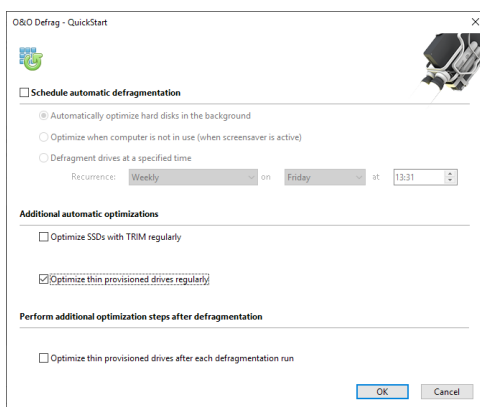 O&O Defrag - QuickStart
Schedule automatic defragmentation
Automatically optimize hard disks in the background
Optimize when computer is not in use (when screensaver is active)
Defragment drives at a specified time
Recurrence: Weekly on Friday at 13:31
Additional automatic optimizations
Optimize SSDs with TRIM regularly
Optimize thin provisioned drives regularly
Perform additional optimization steps after defragmentation
Optimize thin provisioned drives after each defragmentation run
OK Cancel